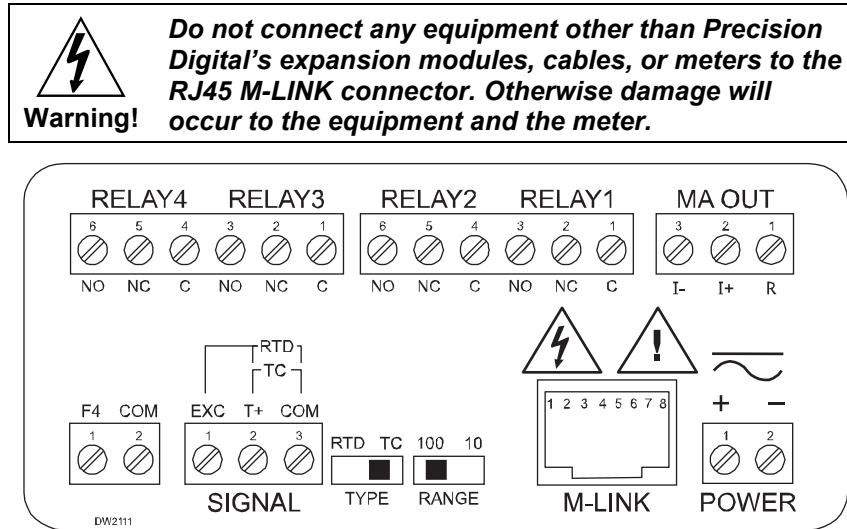 Do not connect any equipment other than Precision
Digital's expansion modules, cables, or meters to the
RJ45 M-LINK connector. Otherwise damage will
occur to the equipment and the meter.
Warning!
RELAY4 RELAY3 RELAY2 RELAY1 MA OUT
6 5 4 3 2 1 6 5 4 3 2 1 3 2 1
NO NC C NO NC C NO NC C NO NC C I- I+ R
RTD
TC
F4 COM EXC T+ COM
1 2 1 2 3
RTD TC 100 10
TYPE RANGE
SIGNAL
1 2 3 4 5 6 7 8
M-LINK
+ −
1 2
POWER
DW2111